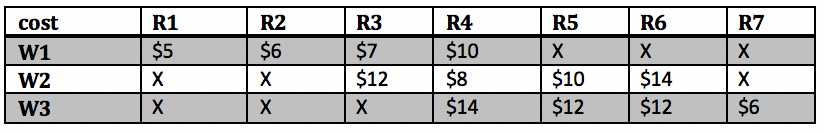 cost R1 R2 R3 R4 R5 R6 R7
W1 $5 $6 $7 $10 X X X
W2 X X $12 $8 $10 $14 X
W3 X X X $14 $12 $12 $6